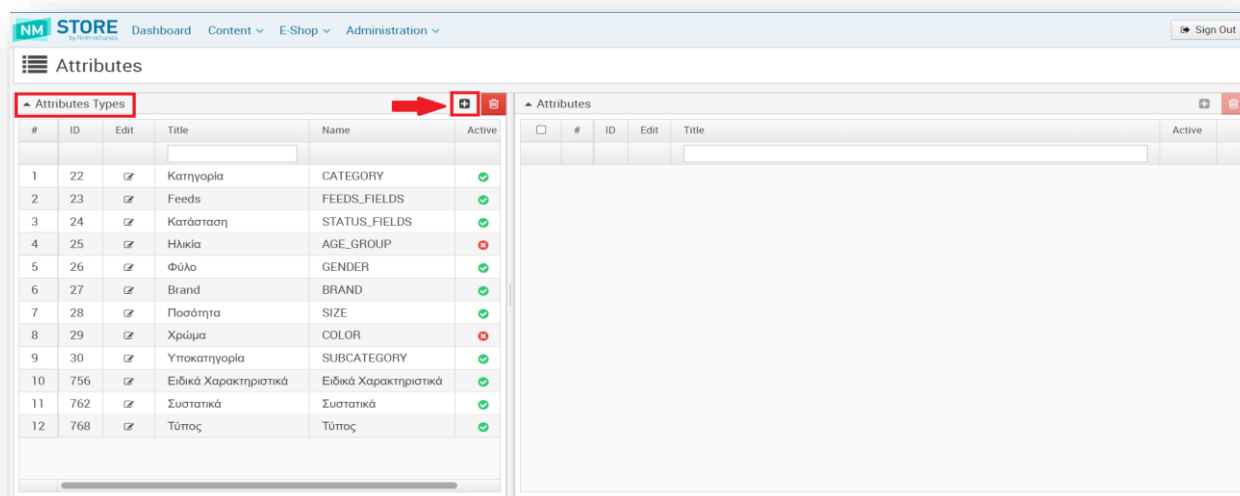 NM STORE Dashboard Content E-Shop Administration Sign Out
by Netmechanics
Attributes
Attributes Types
# ID Edit Title Name Active
1 22 Κατηγορία CATEGORY
2 23 Feeds FEEDS_FIELDS
3 24 Κατάσταση STATUS_FIELDS
4 25 Ηλικία AGE_GROUP
5 26 Φύλο GENDER
6 27 Brand BRAND
7 28 Ποσότητα SIZE
8 29 Χρώμα COLOR
9 30 Υποκατηγορία SUBCATEGORY
10 756 Ειδικά Χαρακτηριστικά Ειδικά Χαρακτηριστικά
11 762 Συστατικά Συστατικά
12 768 Τύπος Τύπος
Attributes
# ID Edit Title Active